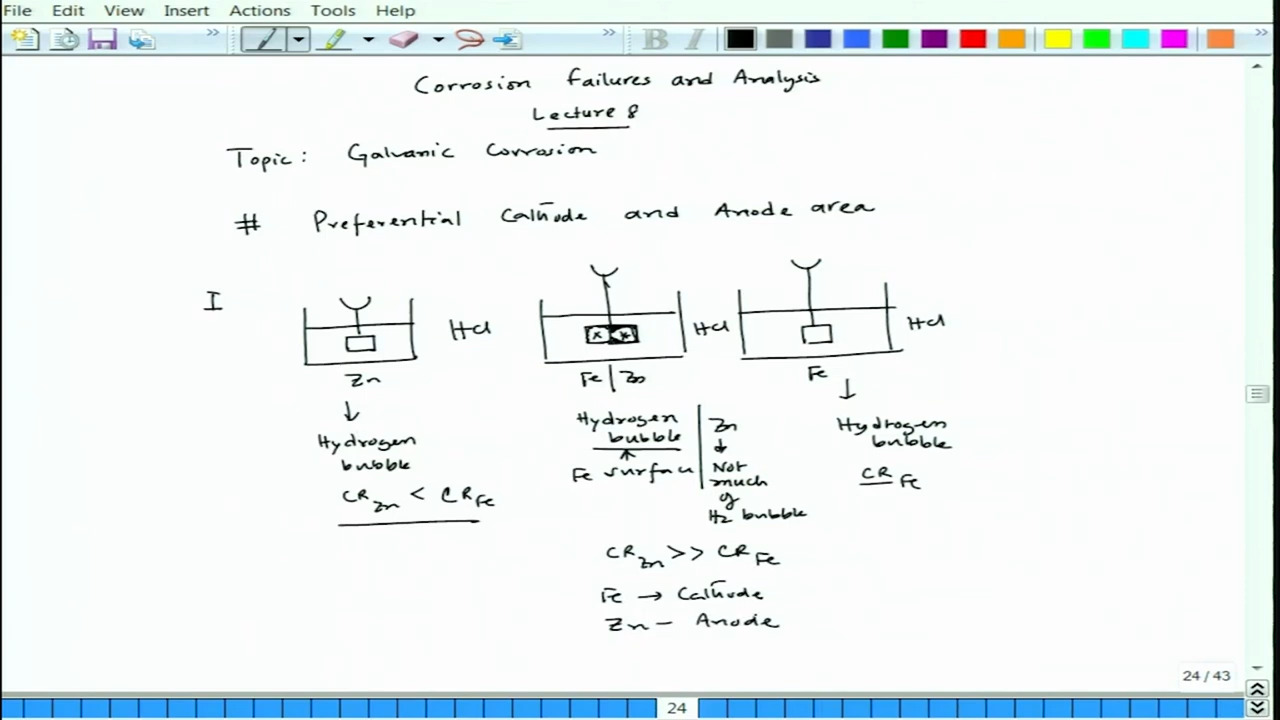 File Edit View Insert Actions Tools Help
Corrosion Failures and Analysis
Lecture 8
Topic: Galvanic Corrosion
# Preferential Cathode and Anode area
I
HCl
HCl
HCl
Zn
Fe | Zn
Fe
Hydrogen
bubble
CR Zn < CR Fe
Hydrogen
bubble
Fe surface
Zn
Not
much
of
H2 bubble
Hydrogen
bubble
CR Fe
CR Zn >> CR Fe
Fe → Cathode
Zn - Anode
24 / 43
24